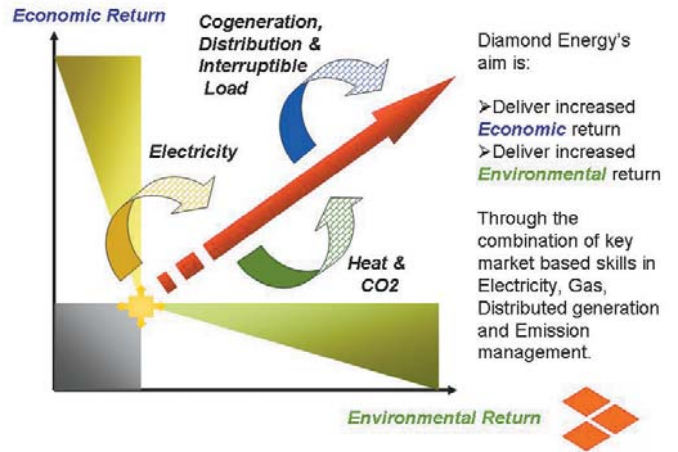 Economic Return
Cogeneration,
Distribution &
Interruptible
Load
Electricity
Heat &
CO2
Environmental Return
Diamond Energy's
aim is:
➢Deliver increased
Economic return
➢Deliver increased
Environmental return
Through the
combination of key
market based skills in
Electricity, Gas,
Distributed generation
and Emission
management.